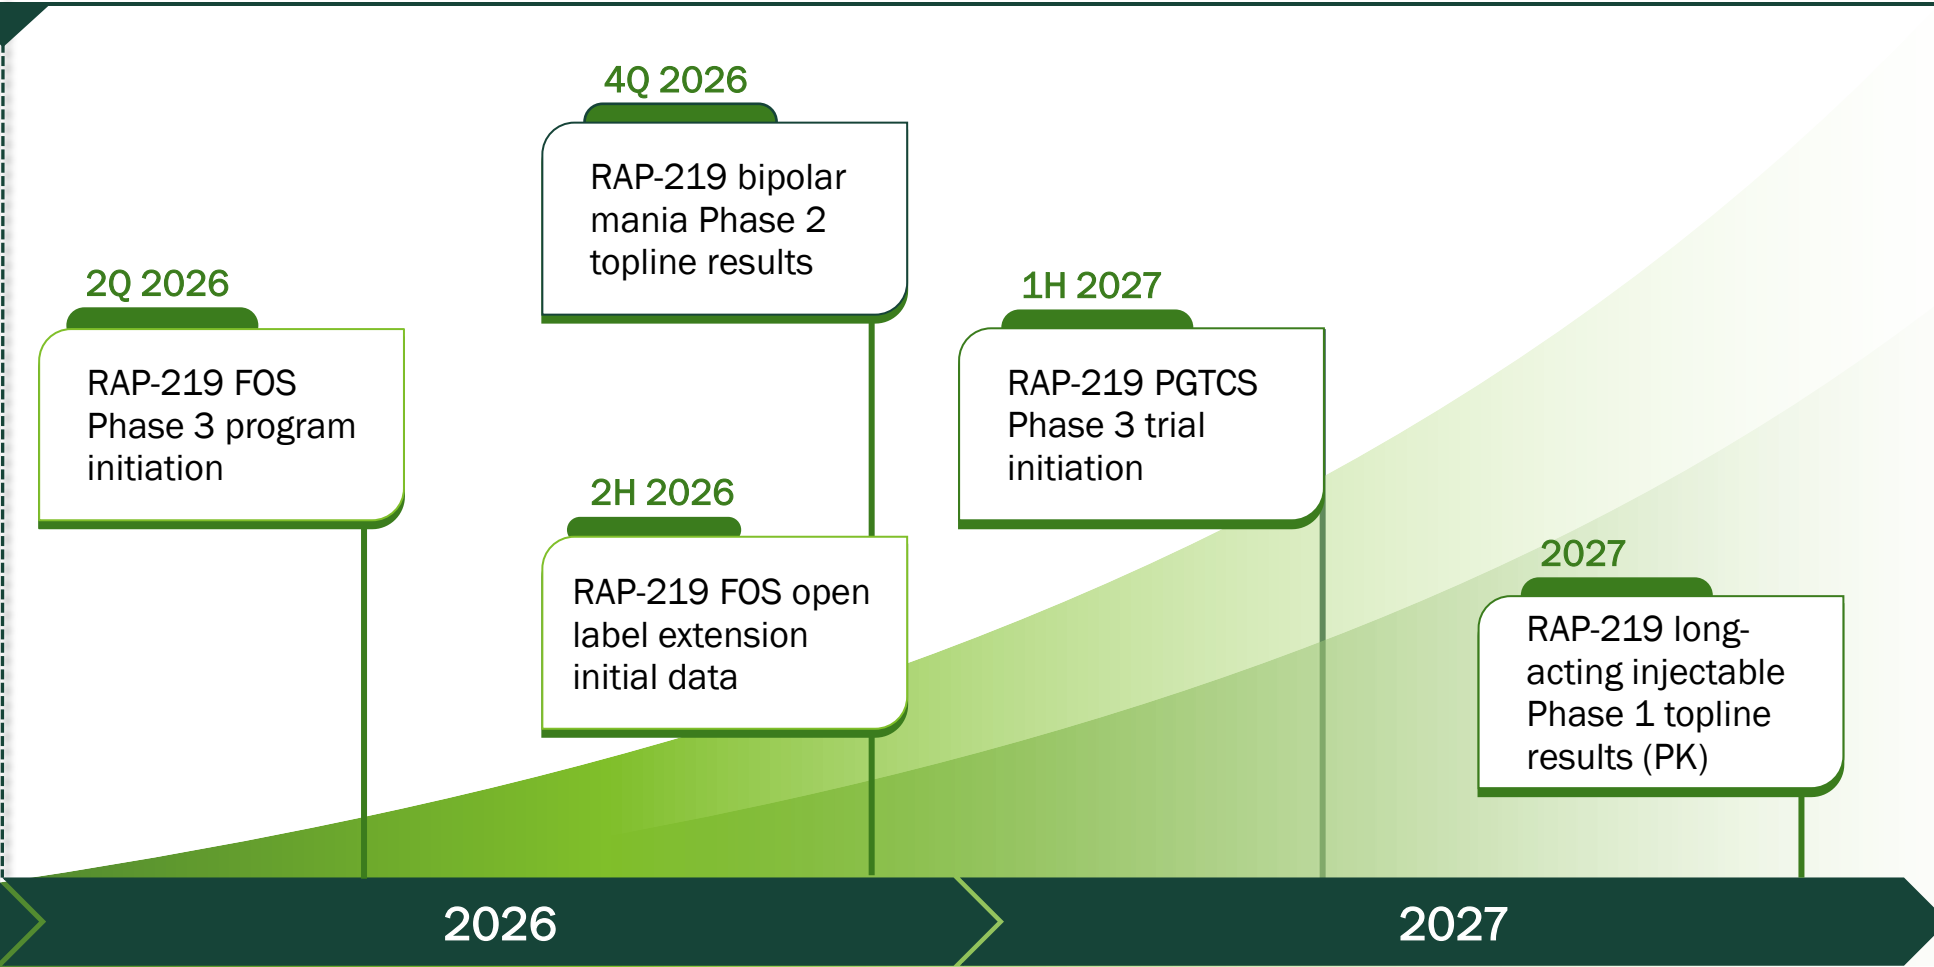 4Q 2026
RAP-219 bipolar
mania Phase 2
topline results
2Q 2026
RAP-219 FOS
Phase 3 program
initiation
1H 2027
RAP-219 PGTCS
Phase 3 trial
initiation
2H 2026
RAP-219 FOS open
label extension
initial data
2027
RAP-219 long-
acting injectable
Phase 1 topline
results (PK)
2026
2027